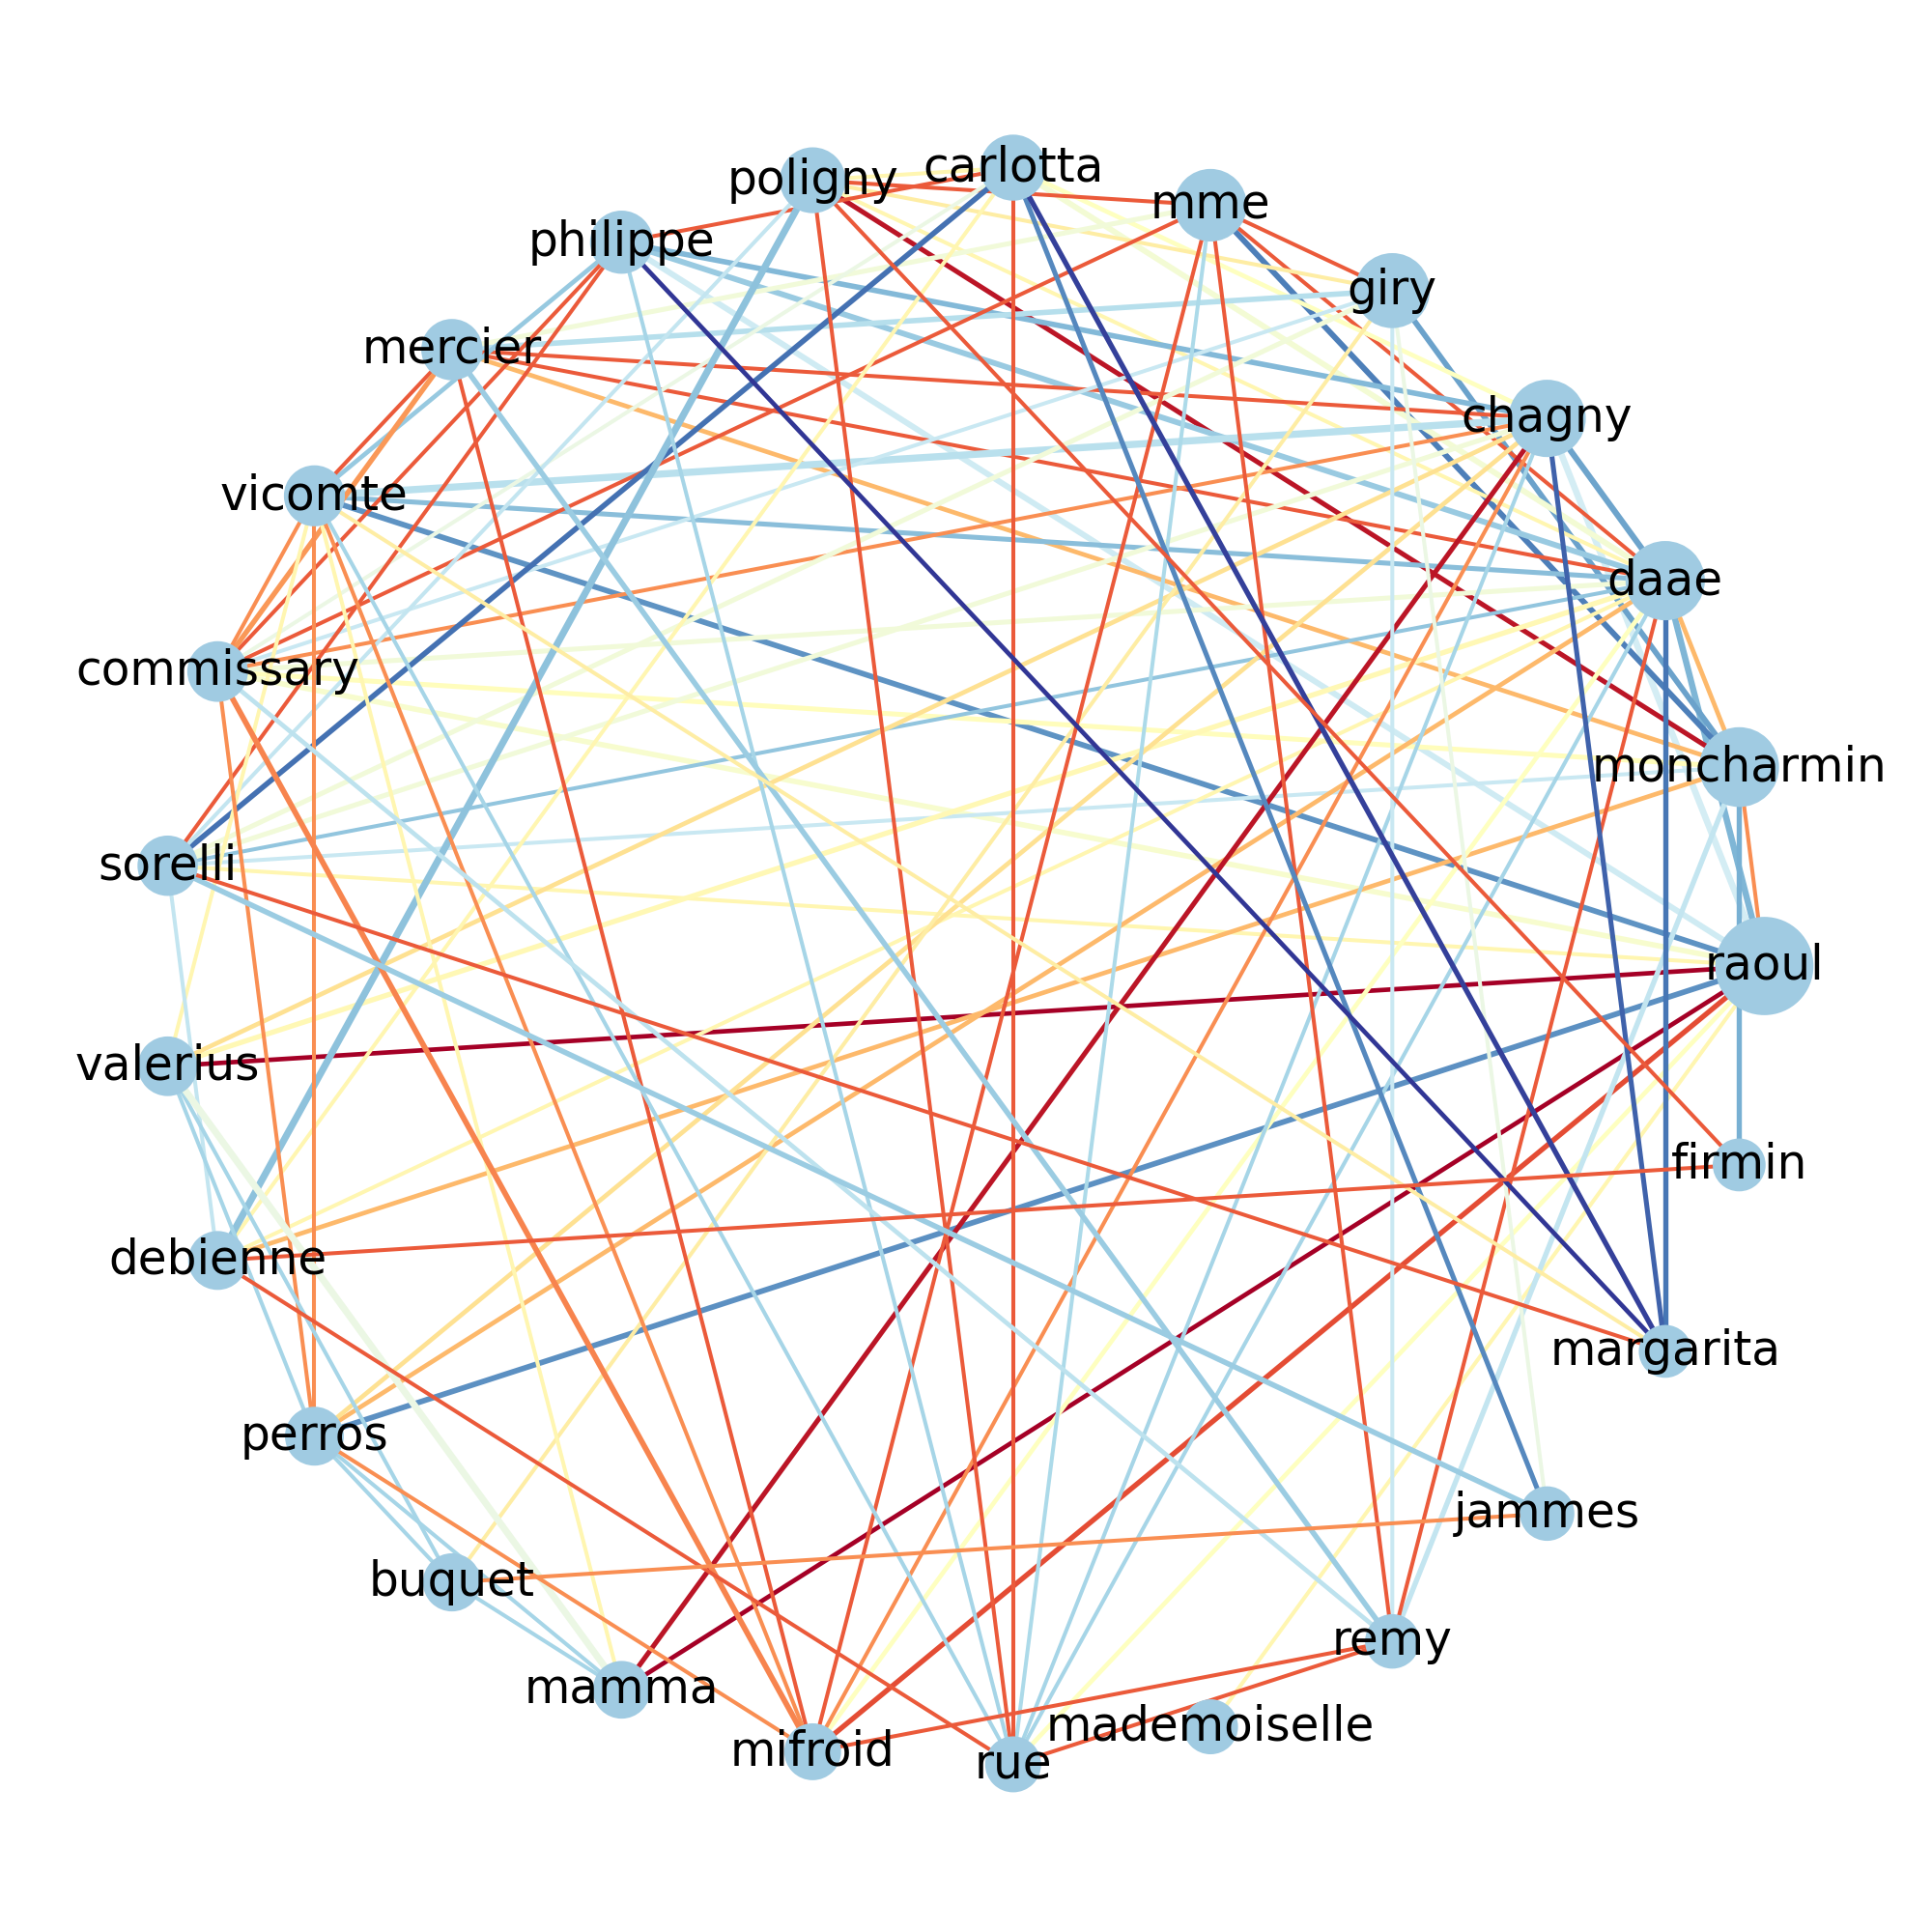 carlotta
poligny
mme
philippe
giry
mercier
chagny
vicomte
daae
commissary
moncharmin
sorelli
raoul
valerius
firmin
debienne
margarita
perros
jammes
buquet
remy
mamma
mademoiselle
mifroid
rue